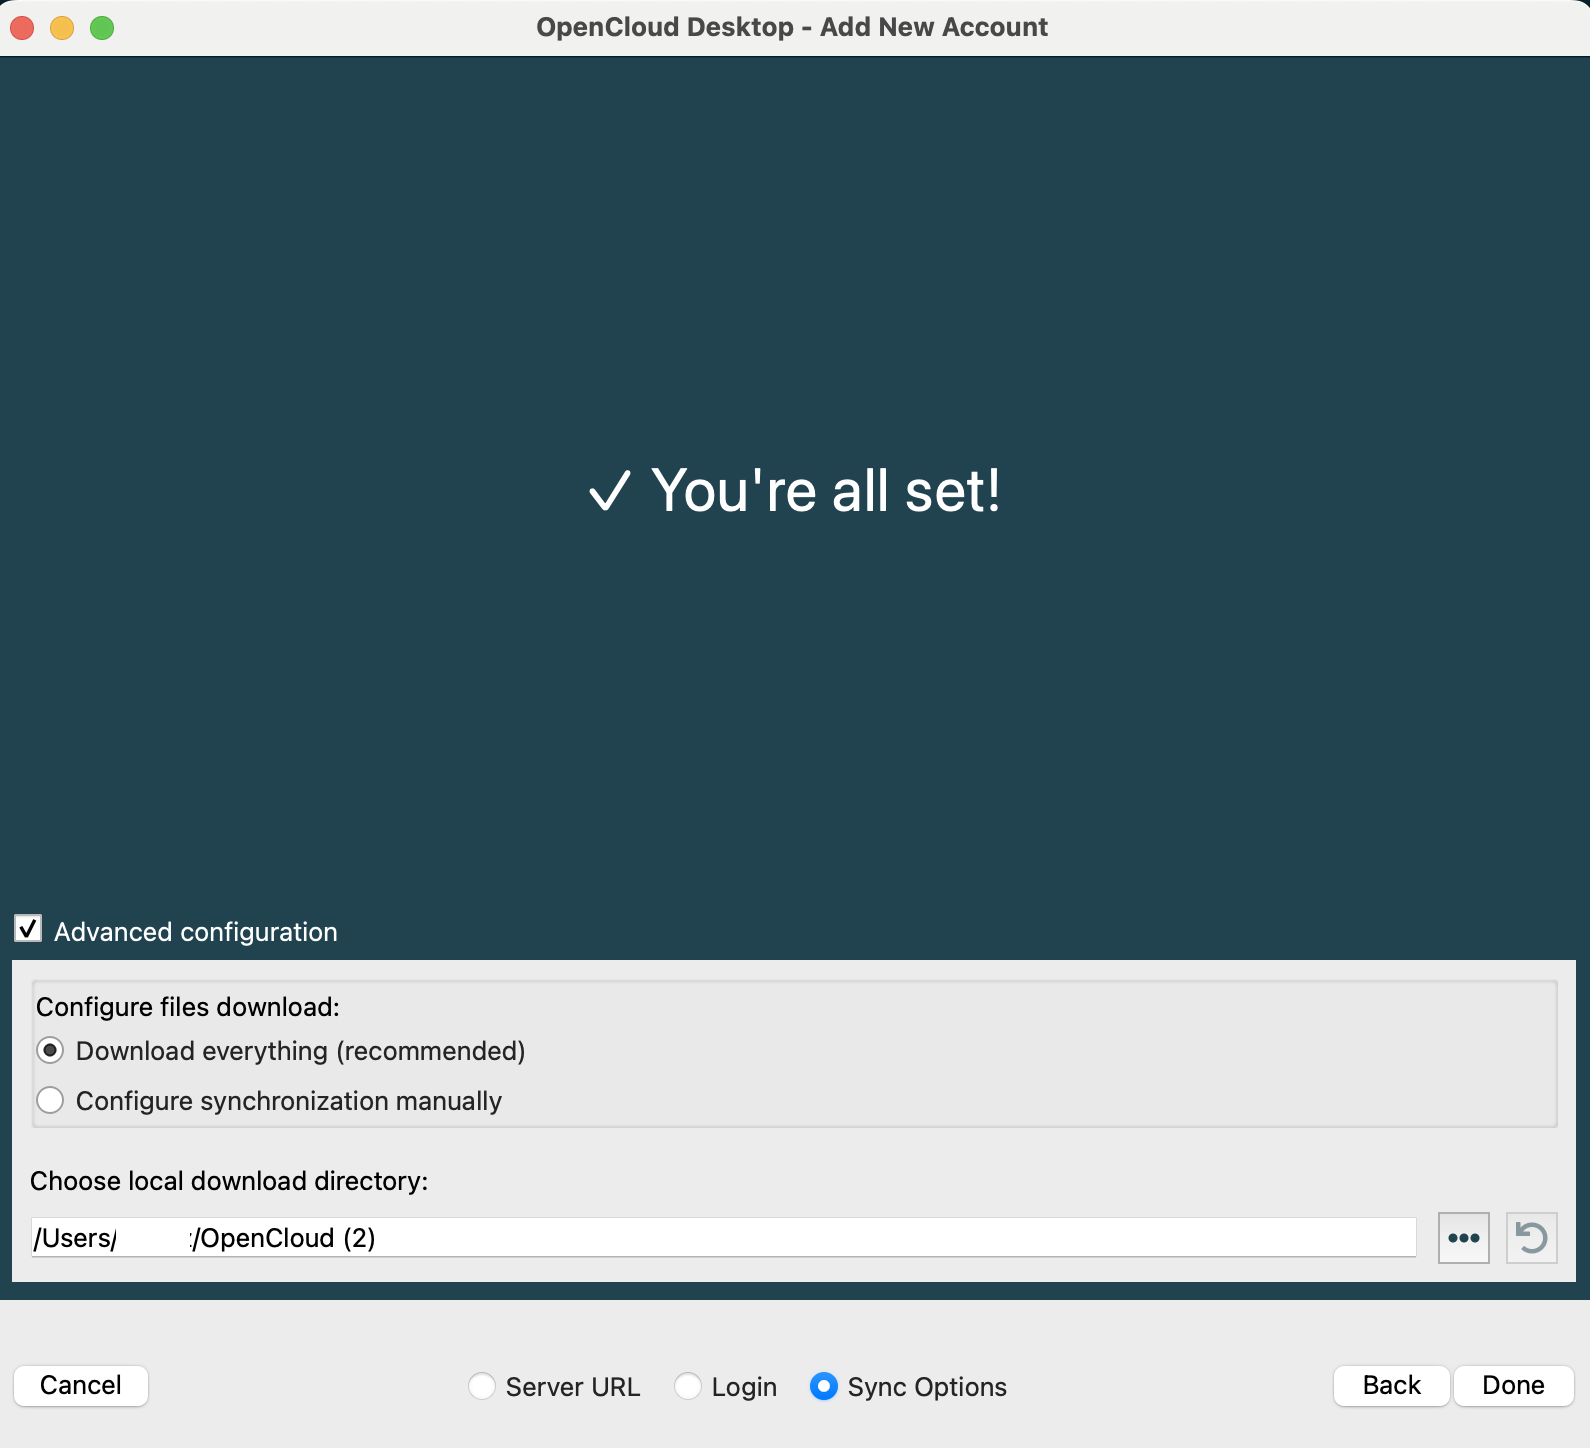 OpenCloud Desktop - Add New Account
✓ You're all set!
Advanced configuration
Configure files download:
Download everything (recommended)
Configure synchronization manually
Choose local download directory:
/Users/ /OpenCloud (2)
Cancel
Server URL
Login
Sync Options
Back
Done